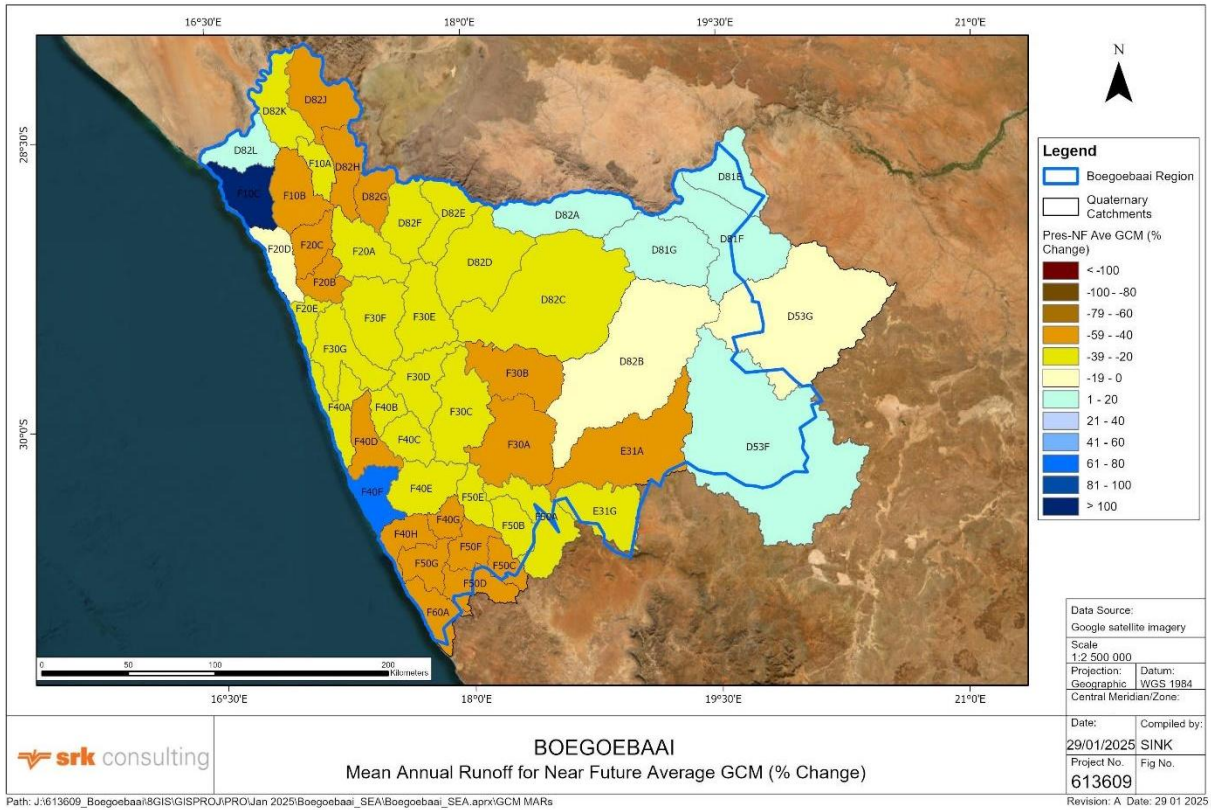 16°30'E 18°0'E 19°30'E 21°0'E
28°30'S
30°0'S
N
D82J
D82K
D82L
F10A
D82H
F10C
F10B
D82G
D82F
D82E
D82A
D81E
D81F
D81G
F20D
F20C
F20A
F20B
D82D
D82C
D53G
F20E
F30F
F30E
F30G
D82B
F30D
F30B
F40A
F40B
F30C
F40D
F40C
F30A
E31A
D53F
F40F
F40E
F50E
F50A
E31G
F50B
F40G
F40H
F50F
F50G
F50C
F50D
F60A
0 50 100 200
Kilometers
16°30'E 18°0'E 19°30'E 21°0'E
Legend
Boegoebaai Region
Quaternary
Catchments
Pres-NF Ave GCM (%
Change)
< -100
-100 - -80
-79 - -60
-59 - -40
-39 - -20
-19 - 0
1 - 20
21 - 40
41 - 60
61 - 80
81 - 100
> 100
Data Source:
Google satellite imagery
Scale
1:2 500 000
Projection: Datum:
Geographic WGS 1984
Central Meridian/Zone:
Date: Compiled by:
29/01/2025 SINK
Project No. Fig No.
613609
srk consulting
BOEGOEBAAI
Mean Annual Runoff for Near Future Average GCM (% Change)
Path: J:\613609_Boegoebaai\8GIS\GISPROJ\PRO\Jan 2025\Boegoebaai_SEA\Boegoebaai_SEA.aprx\GCM MARs
Revision: A Date: 29 01 2025